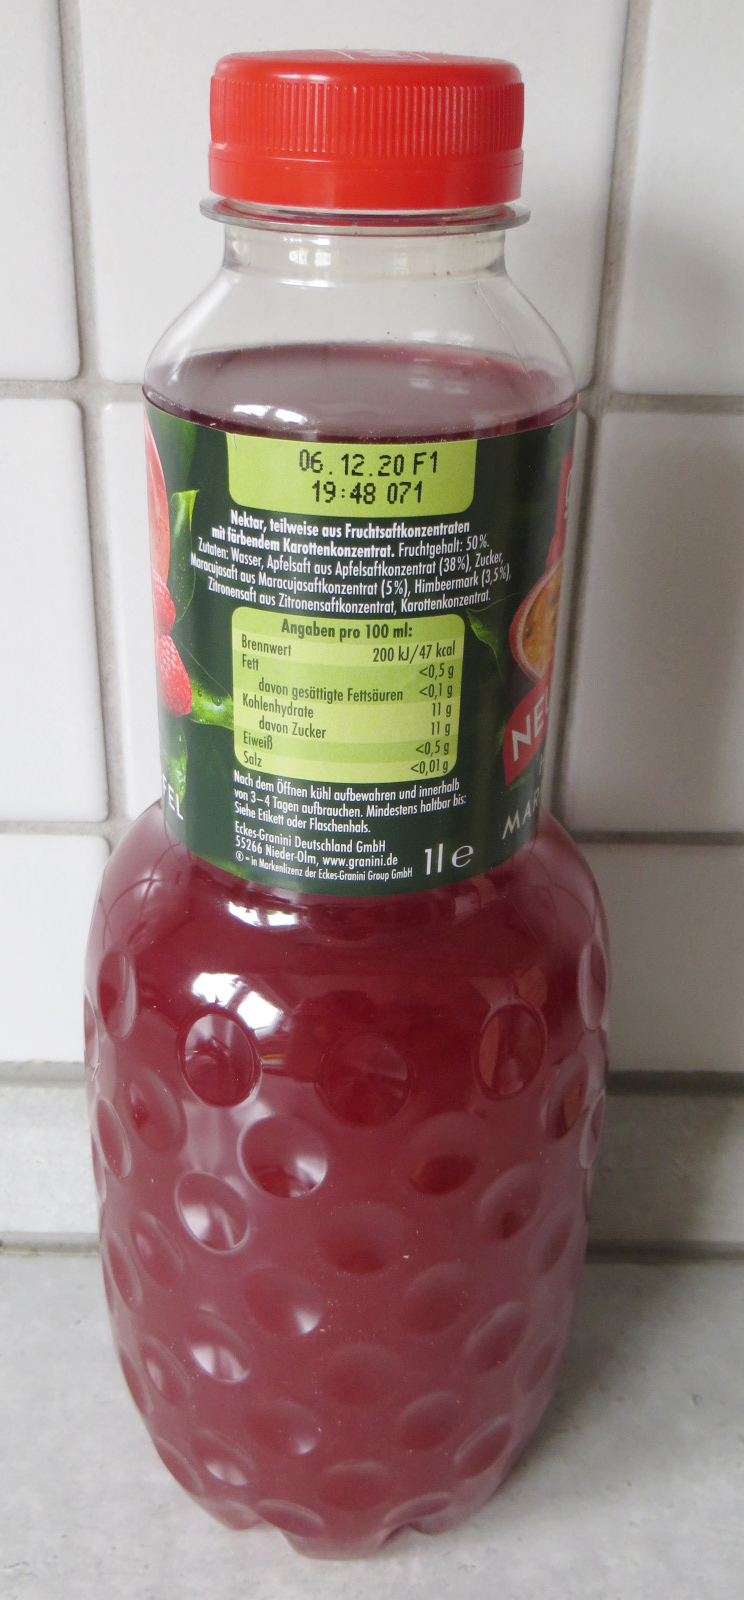 06.12.20 F1
19:48 071
Nektar, teilweise aus Fruchtsaftkonzentraten
mit färbendem Karottenkonzentrat. Fruchtgehalt: 50%.
Zutaten: Wasser, Apfelsaft aus Apfelsaftkonzentrat (38%), Zucker,
Maracujasaft aus Maracujasaftkonzentrat (5%), Himbeermark (3,5%),
Zitronensaft aus Zitronensaftkonzentrat, Karottenkonzentrat.
Angaben pro 100 ml:
Brennwert 200 kJ/47 kcal
Fett <0,5 g
davon gesättigte Fettsäuren <0,1 g
Kohlenhydrate 11 g
davon Zucker 11 g
Eiweiß <0,5 g
Salz <0,01 g
Nach dem Öffnen kühl aufbewahren und innerhalb
von 3–4 Tagen aufbrauchen. Mindestens haltbar bis:
Siehe Etikett oder Flaschenhals.
Eckes-Granini Deutschland GmbH
55266 Nieder-Olm, www.granini.de
® = in Markenlizenz der Eckes-Granini Group GmbH
1l e
FEL
NEU
MAR